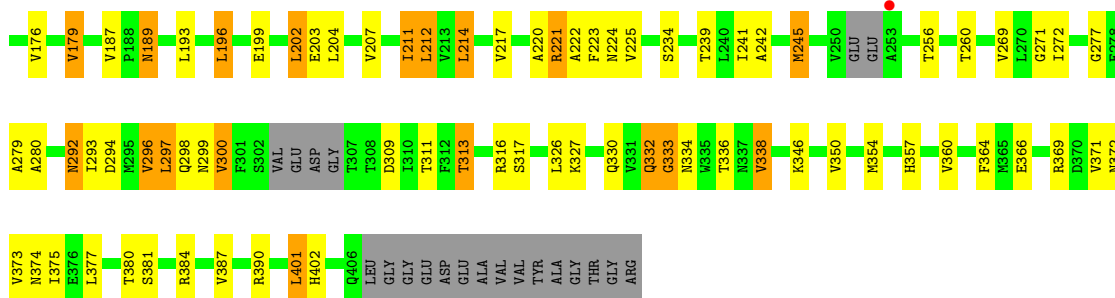 V176 V179 V187 P188 N189 L193 L196 E199 L202 E203 L204 V207 I211 L212 V213 L214 V217 A220 R221 A222 F223 N224 V225 S234 T239 L240 I241 A242 M245 V250 GLU GLU A253 T256 T260 V269 L270 G271 I272 G277 E278
A279 A280 N292 I293 D294 M295 V296 L297 Q298 N299 V300 F301 S302 VAL GLU ASP GLY T307 T308 D309 I310 T311 F312 T313 R316 S317 L326 K327 Q330 V331 Q332 G333 N334 W335 T336 N337 V338 K346 V350 M354 H357 V360 F364 M365 E366 R369 D370 V371 N372
V373 N374 I375 E376 L377 T380 S381 R384 V387 R390 L401 H402 Q406 LEU GLY GLY GLU ASP GLU ALA VAL VAL TYR ALA GLY THR GLY ARG